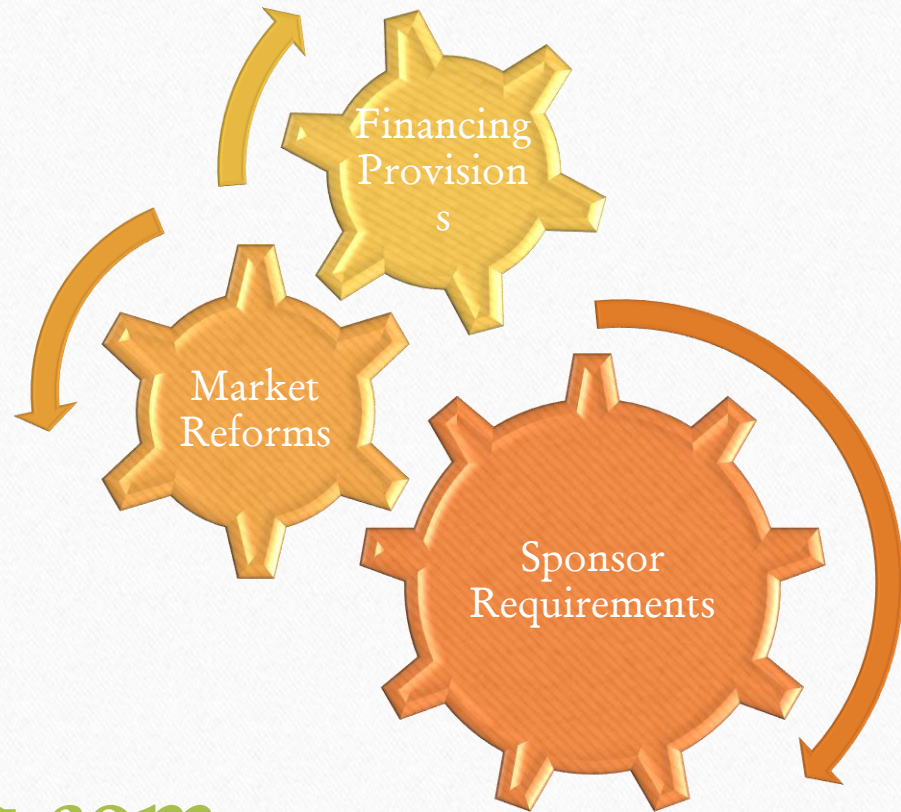 Financing
Provision
s
Market
Reforms
Sponsor
Requirements